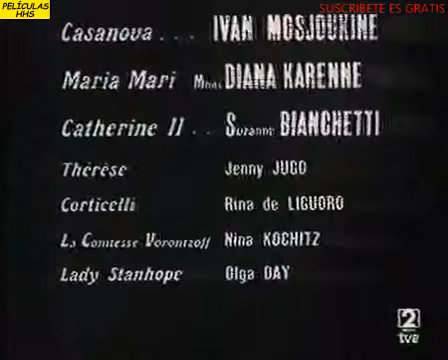 PELÍCULAS
HHS
SUSCRIBETE ES GRATIS
Casanova . . . IVAN MOSJOUKINE
Maria Mari Mmes DIANA KARENNE
Catherine II . . Suzanne BIANCHETTI
Thérèse Jenny JUGO
Corticelli Rina de LIGUORO
La Comtesse Vorontzoff Nina KOCHITZ
Lady Stanhope Olga DAY
2
tve